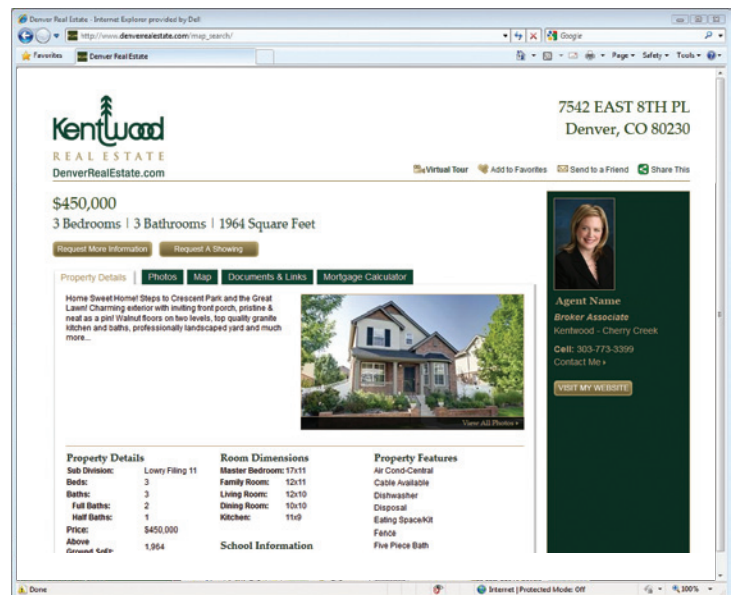 Denver Real Estate - Internet Explorer provided by Dell
http://www.denverrealestate.com/map_search/
Google
Favorites
Denver Real Estate
Page
Safety
Tools
Kentwood
REAL ESTATE
DenverRealEstate.com
7542 EAST 8TH PL
Denver, CO 80230
Virtual Tour
Add to Favorites
Send to a Friend
Share This
$450,000
3 Bedrooms | 3 Bathrooms | 1964 Square Feet
Request More Information
Request A Showing
Property Details
Photos
Map
Documents & Links
Mortgage Calculator
Home Sweet Home! Steps to Crescent Park and the Great
Lawn! Charming exterior with inviting front porch, pristine &
neat as a pin! Walnut floors on two levels, top quality granite
kitchen and baths, professionally landscaped yard and much
more...
View All Photos
Agent Name
Broker Associate
Kentwood - Cherry Creek
Cell: 303-773-3399
Contact Me
VISIT MY WEBSITE
Property Details
Sub Division: Lowry Filing 11
Beds: 3
Baths: 3
Full Baths: 2
Half Baths: 1
Price: $450,000
Above
Ground SqFt: 1,964
Room Dimensions
Master Bedroom: 17x11
Family Room: 12x11
Living Room: 12x10
Dining Room: 10x10
Kitchen: 11x9
School Information
Property Features
Air Cond-Central
Cable Available
Dishwasher
Disposal
Eating Space/Kit
Fence
Five Piece Bath
Done
Internet | Protected Mode: Off
100%